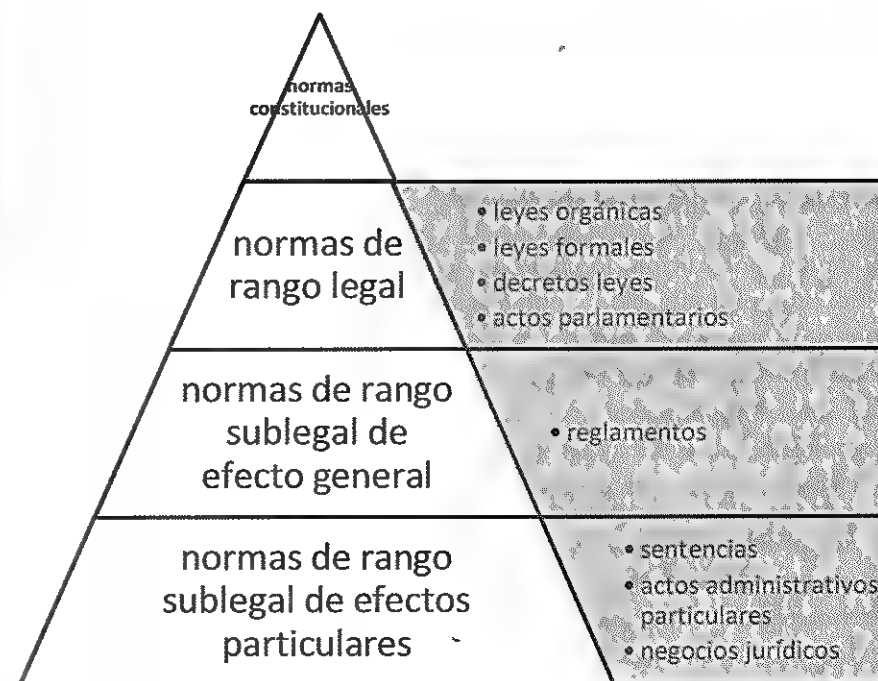 normas
constitucionales
normas de
rango legal
• leyes orgánicas
• leyes formales
• decretos leyes
• actos parlamentarios
normas de rango
sublegal de
efecto general
• reglamentos
normas de rango
sublegal de efectos
particulares
• sentencias
• actos administrativos
particulares
• negocios jurídicos